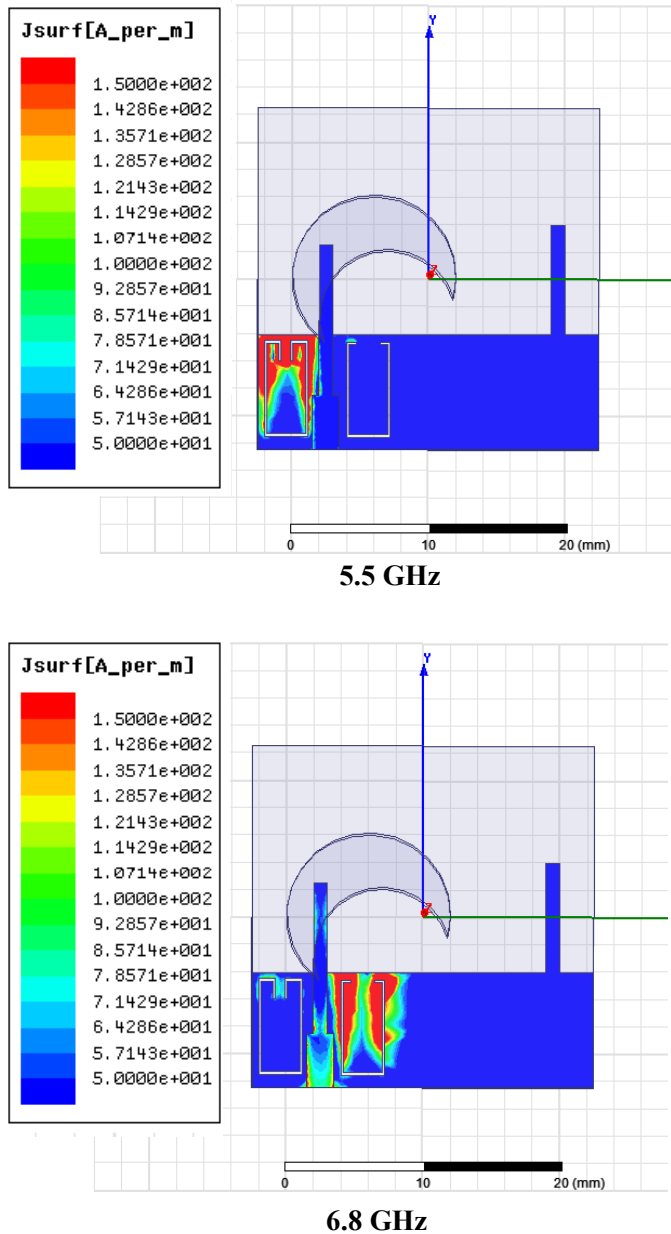 Jsurf[A_per_m]
1.5000e+002
1.4286e+002
1.3571e+002
1.2857e+002
1.2143e+002
1.1429e+002
1.0714e+002
1.0000e+002
9.2857e+001
8.5714e+001
7.8571e+001
7.1429e+001
6.4286e+001
5.7143e+001
5.0000e+001
Y
Z
0 10 20 (mm)
5.5 GHz
Jsurf[A_per_m]
1.5000e+002
1.4286e+002
1.3571e+002
1.2857e+002
1.2143e+002
1.1429e+002
1.0714e+002
1.0000e+002
9.2857e+001
8.5714e+001
7.8571e+001
7.1429e+001
6.4286e+001
5.7143e+001
5.0000e+001
Y
Z
0 10 20 (mm)
6.8 GHz